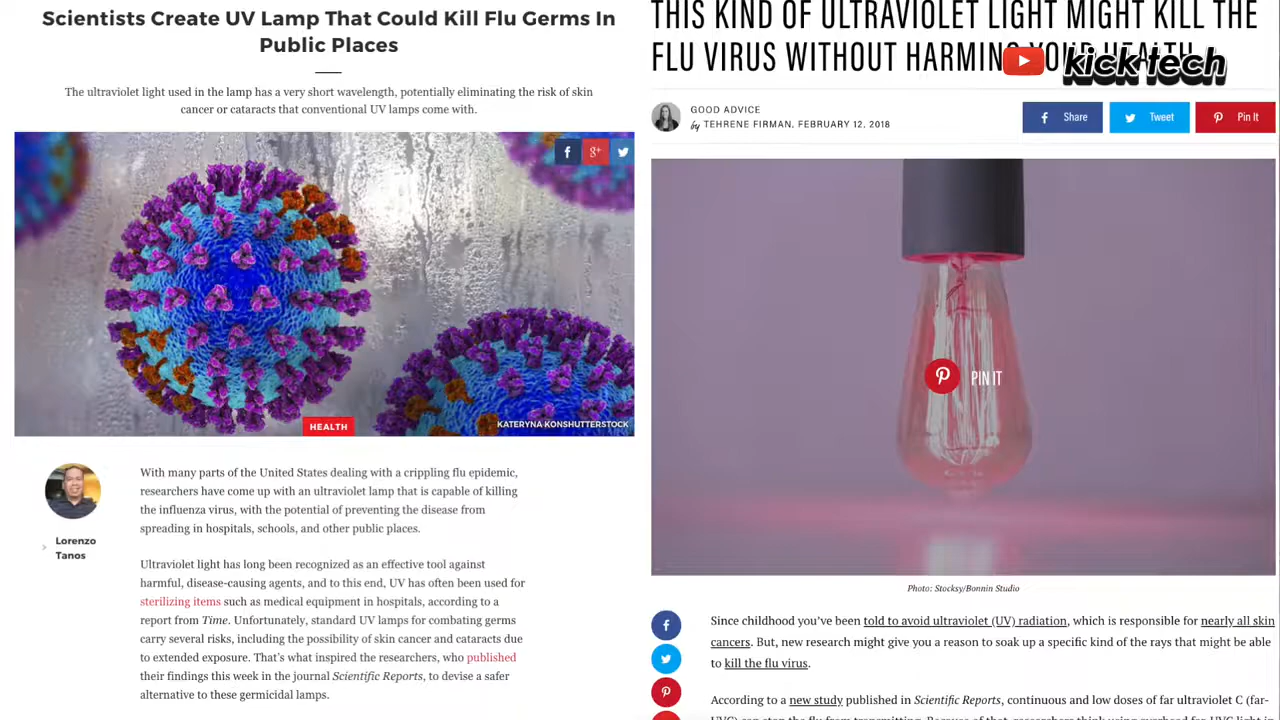 Scientists Create UV Lamp That Could Kill Flu Germs In
Public Places
The ultraviolet light used in the lamp has a very short wavelength, potentially eliminating the risk of skin
cancer or cataracts that conventional UV lamps come with.
HEALTH
KATERYNA KONSHUTTERSTOCK
Lorenzo
Tanos
With many parts of the United States dealing with a crippling flu epidemic,
researchers have come up with an ultraviolet lamp that is capable of killing
the influenza virus, with the potential of preventing the disease from
spreading in hospitals, schools, and other public places.
Ultraviolet light has long been recognized as an effective tool against
harmful, disease-causing agents, and to this end, UV has often been used for
sterilizing items such as medical equipment in hospitals, according to a
report from Time. Unfortunately, standard UV lamps for combating germs
carry several risks, including the possibility of skin cancer and cataracts due
to extended exposure. That's what inspired the researchers, who published
their findings this week in the journal Scientific Reports, to devise a safer
alternative to these germicidal lamps.
THIS KIND OF ULTRAVIOLET LIGHT MIGHT KILL THE
FLU VIRUS WITHOUT HARMING YOUR HEALTH
kick tech
GOOD ADVICE
by TEHRENE FIRMAN, FEBRUARY 12, 2018
Share
Tweet
Pin It
PIN IT
Photo: Stocksy/Bonnin Studio
Since childhood you've been told to avoid ultraviolet (UV) radiation, which is responsible for nearly all skin
cancers. But, new research might give you a reason to soak up a specific kind of the rays that might be able
to kill the flu virus.
According to a new study published in Scientific Reports, continuous and low doses of far ultraviolet C (far-